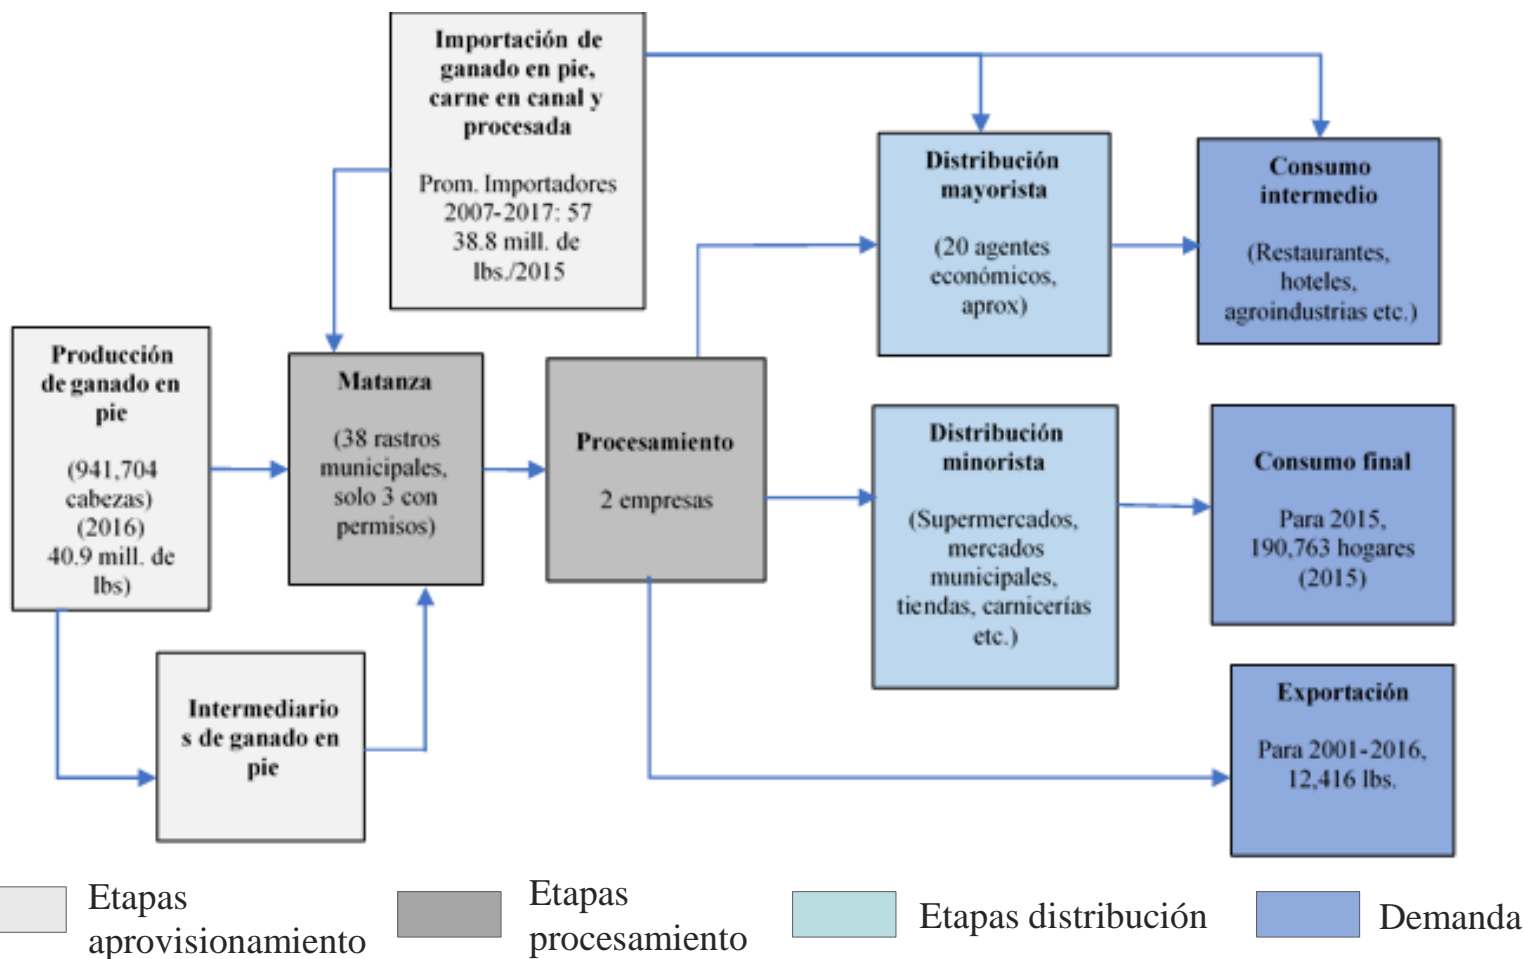 Importación de
ganado en pie,
carne en canal y
procesada
Prom. Importadores
2007-2017: 57
38.8 mill. de
lbs./2015
Distribución
mayorista
(20 agentes
económicos,
aprox)
Consumo
intermedio
(Restaurantes,
hoteles,
agroindustrias etc.)
Producción
de ganado en
pie
(941,704
cabezas)
(2016)
40.9 mill. de
lbs)
Matanza
(38 rastros
municipales,
solo 3 con
permisos)
Procesamiento
2 empresas
Distribución
minorista
(Supermercados,
mercados
municipales,
tiendas, carnicerías
etc.)
Consumo final
Para 2015,
190,763 hogares
(2015)
Intermediario
s de ganado en
pie
Exportación
Para 2001-2016,
12,416 lbs.
Etapas
aprovisionamiento
Etapas
procesamiento
Etapas distribución
Demanda